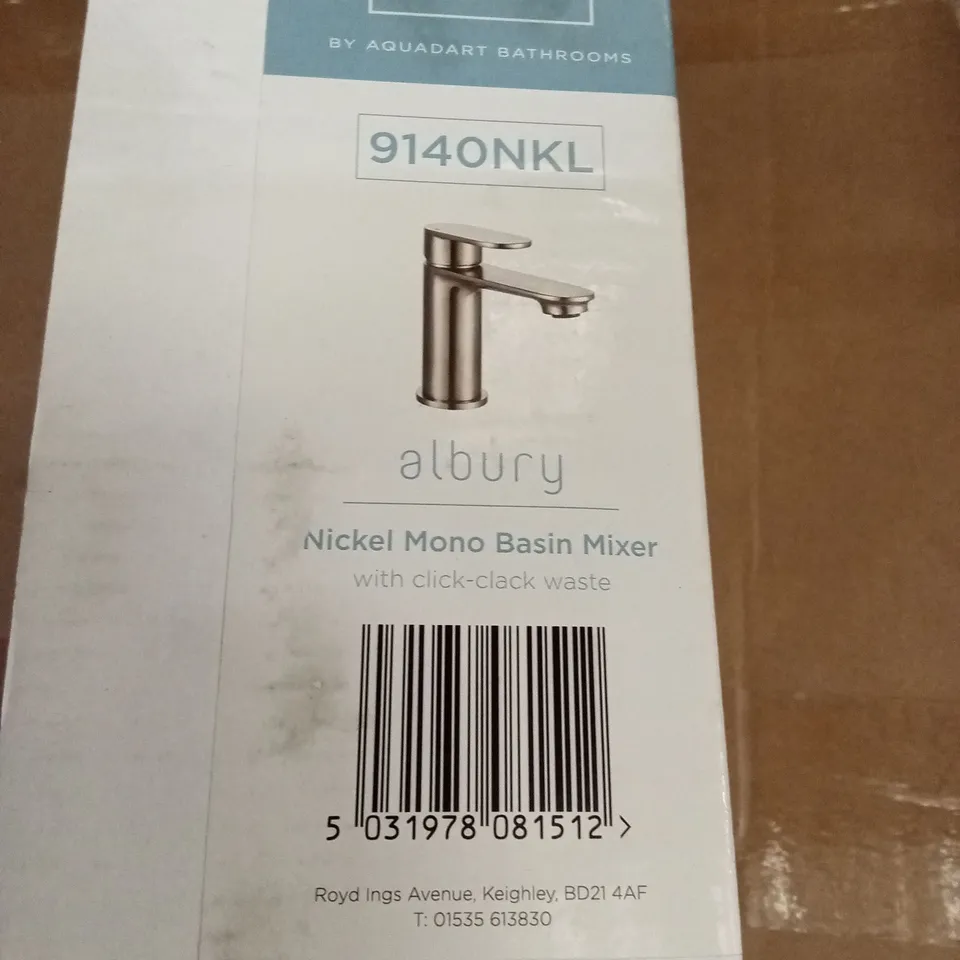 BY AQUADART BATHROOMS
9140NKL
albury
Nickel Mono Basin Mixer
with click-clack waste
5 031978 081512 >
Royd Ings Avenue, Keighley, BD21 4AF
T: 01535 613830